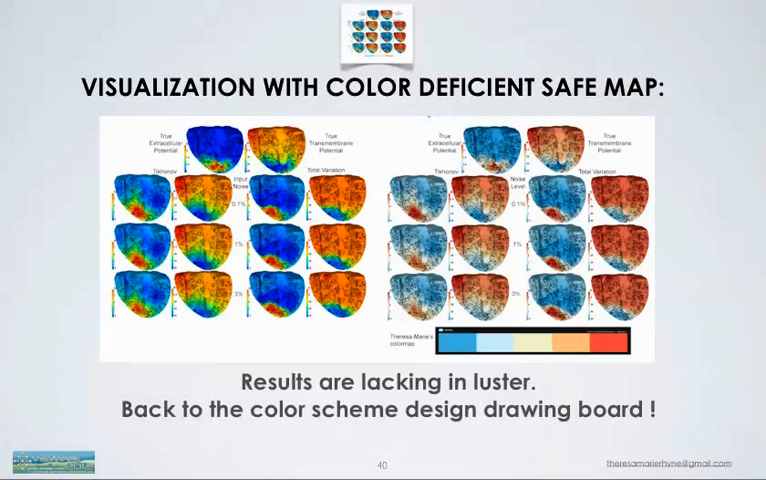 VISUALIZATION WITH COLOR DEFICIENT SAFE MAP:
True
Extracellular
Potential
True
Transmembrane
Potential
Tikhonov
Input
Noise
Total Variation
0.1%
1%
3%
True
Extracellular
Potential
True
Transmembrane
Potential
Tikhonov
Noise
Level
Total Variation
0.1%
1%
3%
Theresa-Marie's
colormap
Results are lacking in luster.
Back to the color scheme design drawing board !
VisWeek
2012
40
theresamarierhyne@gmail.com